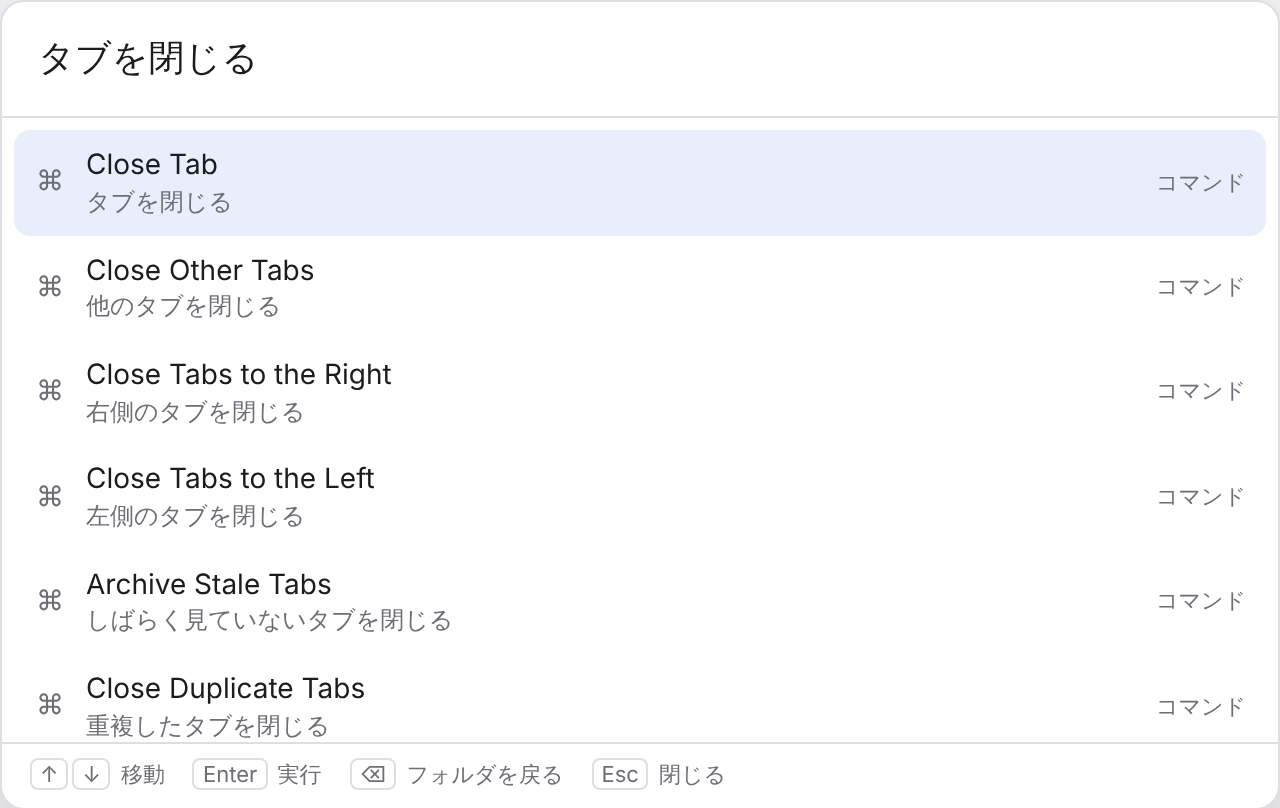 タブを閉じる
⌘ Close Tab コマンド
タブを閉じる
⌘ Close Other Tabs コマンド
他のタブを閉じる
⌘ Close Tabs to the Right コマンド
右側のタブを閉じる
⌘ Close Tabs to the Left コマンド
左側のタブを閉じる
⌘ Archive Stale Tabs コマンド
しばらく見ていないタブを閉じる
⌘ Close Duplicate Tabs コマンド
重複したタブを閉じる
↑ ↓ 移動 Enter 実行 ⌫ フォルダを戻る Esc 閉じる